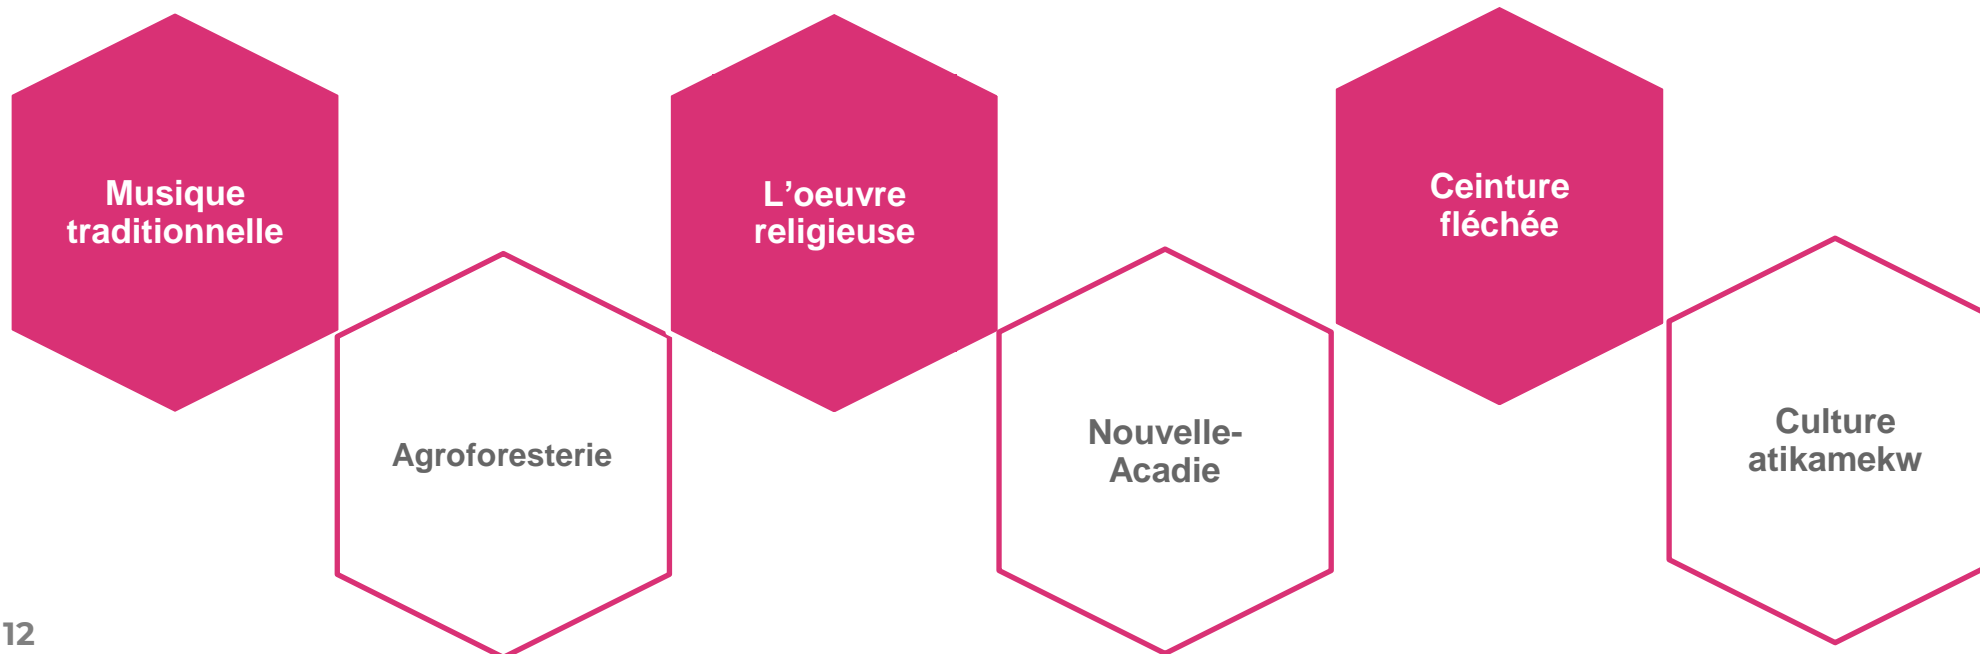 Musique
traditionnelle
L’oeuvre
religieuse
Ceinture
fléchée
Agroforesterie
Nouvelle-
Acadie
Culture
atikamekw
12